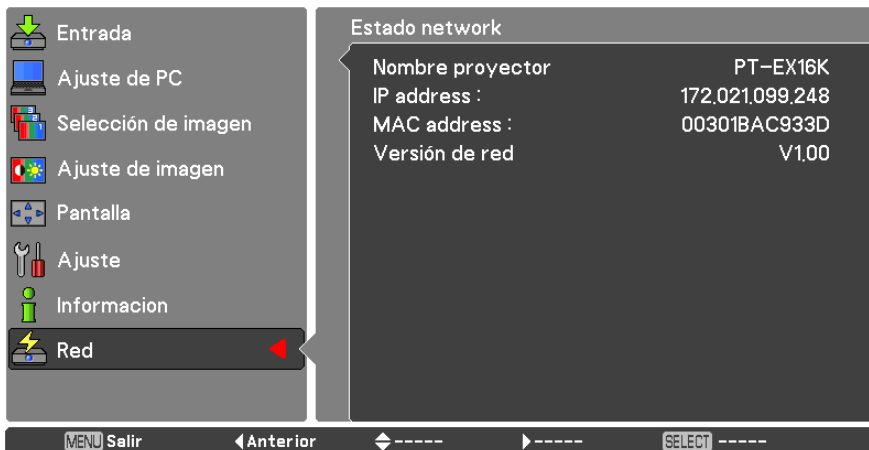 Entrada
Ajuste de PC
Selección de imagen
Ajuste de imagen
Pantalla
Ajuste
Informacion
Red
Estado network
Nombre proyector PT-EX16K
IP address : 172.021.099.248
MAC address : 00301BAC933D
Versión de red V1.00
MENU Salir Anterior ----- ----- SELECT -----